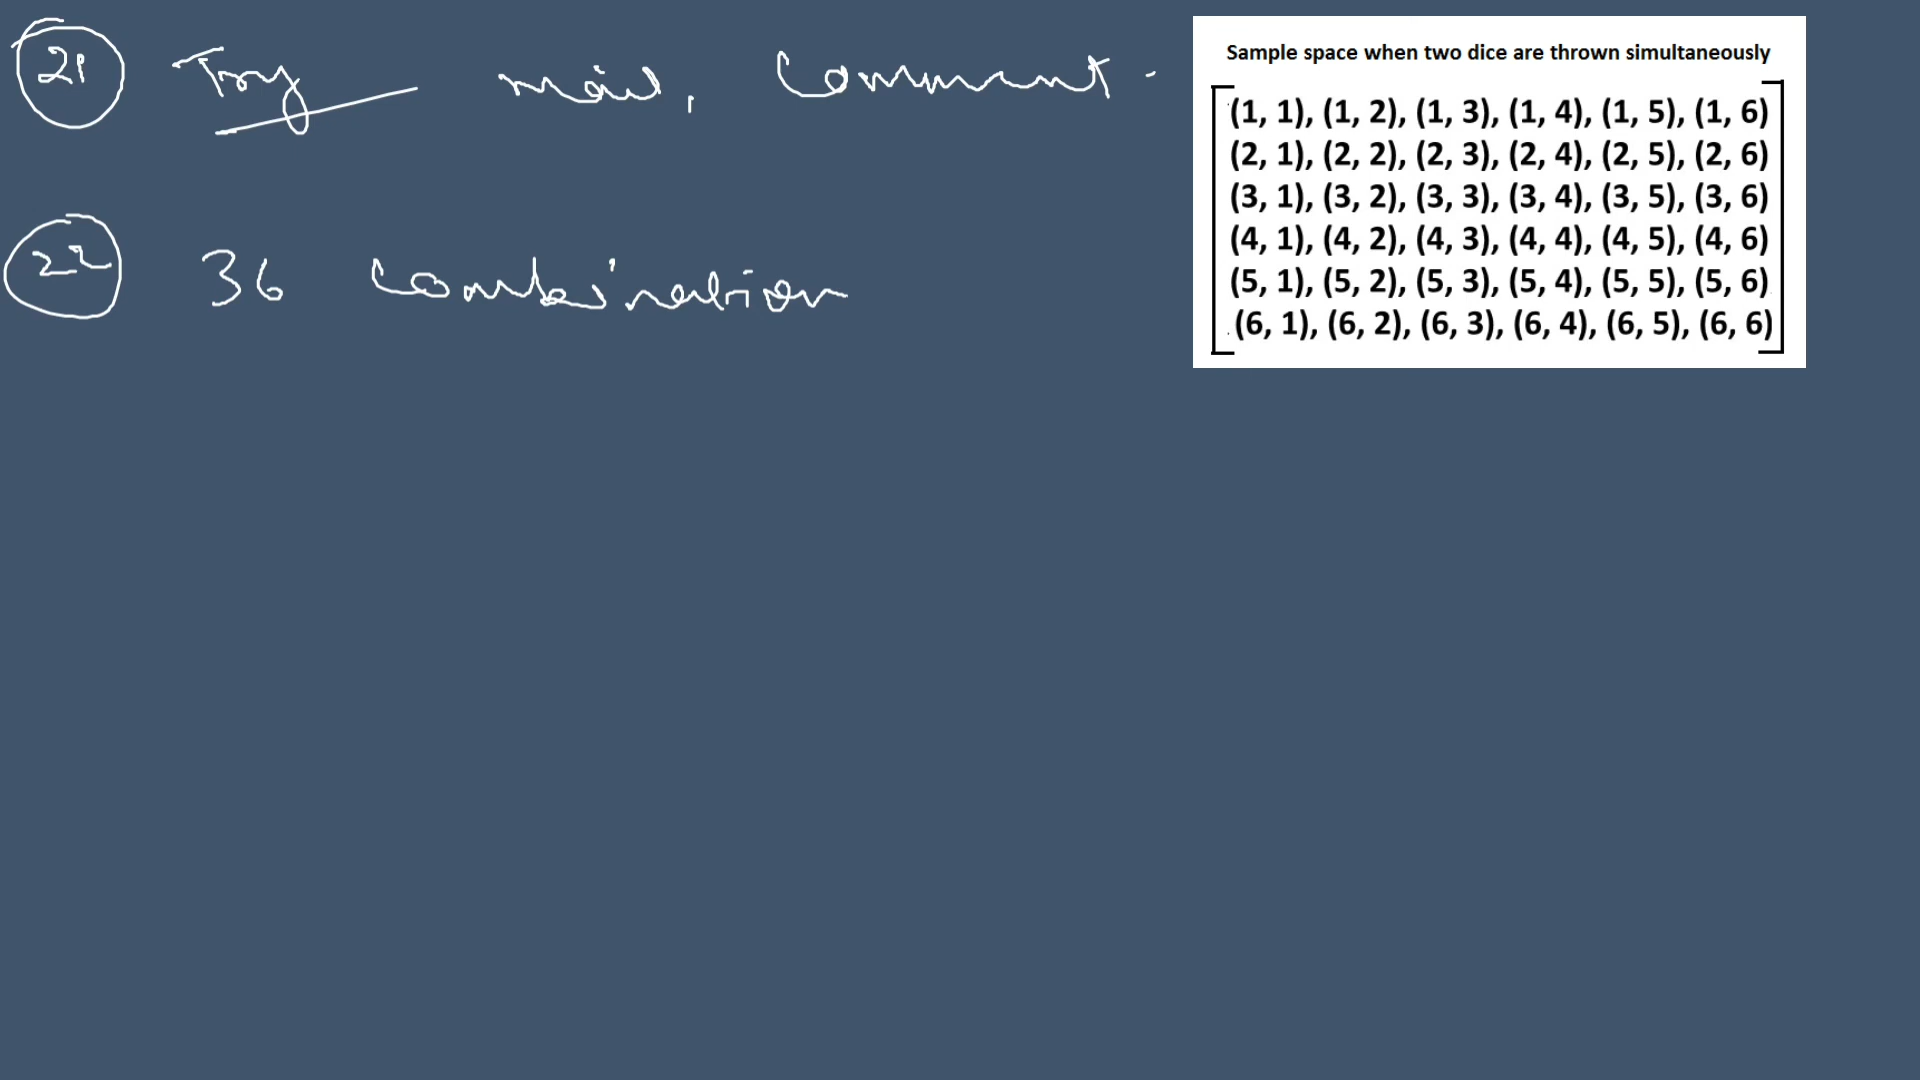 21 Try mail, Comment.
22 36 Combination
Sample space when two dice are thrown simultaneously
(1, 1), (1, 2), (1, 3), (1, 4), (1, 5), (1, 6)
(2, 1), (2, 2), (2, 3), (2, 4), (2, 5), (2, 6)
(3, 1), (3, 2), (3, 3), (3, 4), (3, 5), (3, 6)
(4, 1), (4, 2), (4, 3), (4, 4), (4, 5), (4, 6)
(5, 1), (5, 2), (5, 3), (5, 4), (5, 5), (5, 6)
(6, 1), (6, 2), (6, 3), (6, 4), (6, 5), (6, 6)